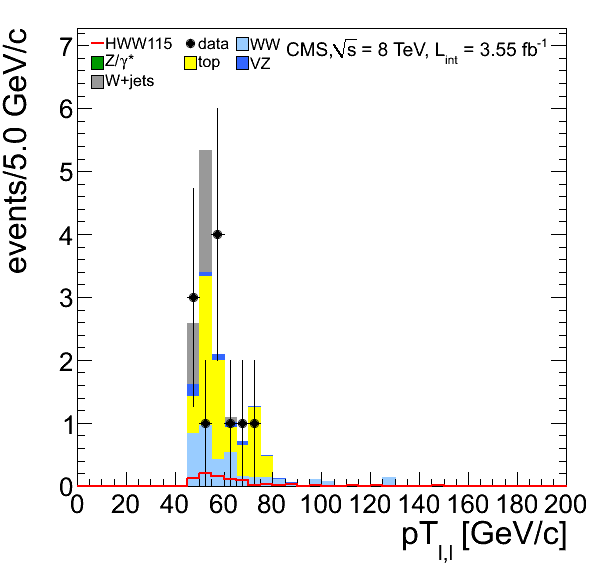 HWW115 data WW CMS,√s = 8 TeV, L_int = 3.55 fb⁻¹
Z/γ* top VZ
W+jets
events/5.0 GeV/c
7
6
5
4
3
2
1
0
0 20 40 60 80 100 120 140 160 180 200
pT_l,l [GeV/c]